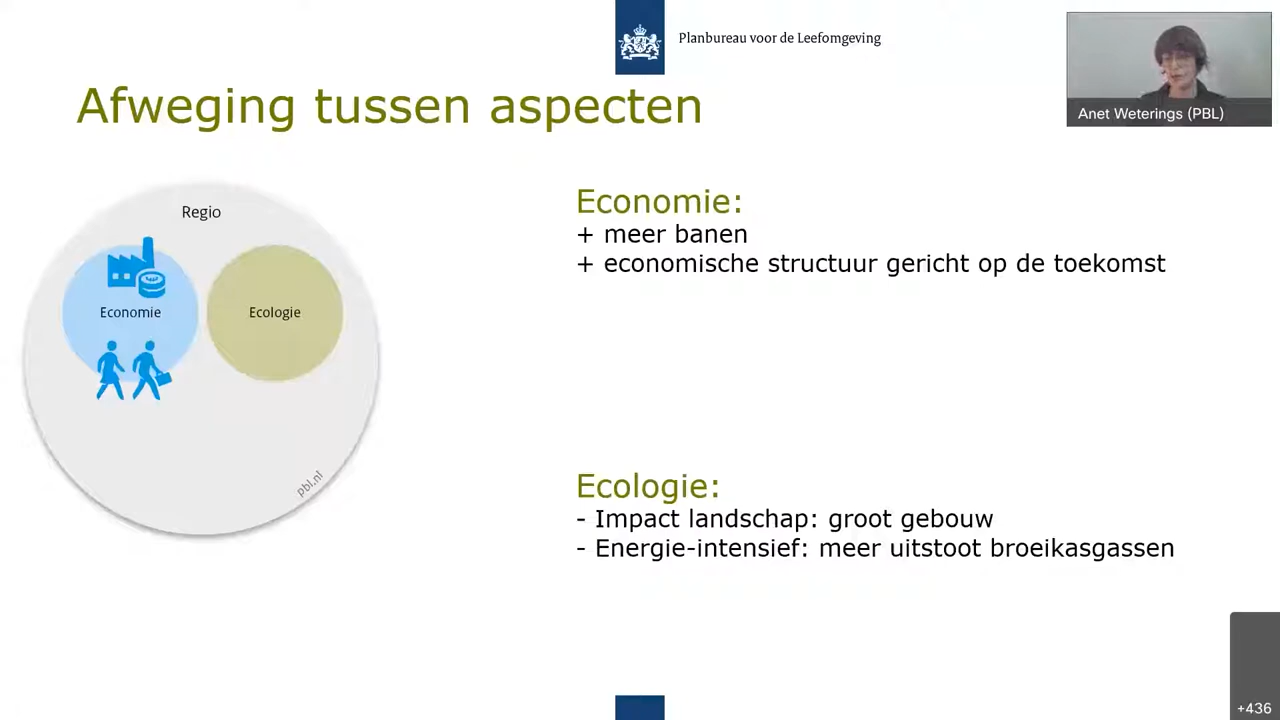 Planbureau voor de Leefomgeving
Anet Weterings (PBL)
Afweging tussen aspecten
Regio
Economie
Ecologie
pbl.nl
Economie:
+ meer banen
+ economische structuur gericht op de toekomst
Ecologie:
- Impact landschap: groot gebouw
- Energie-intensief: meer uitstoot broeikasgassen
+436